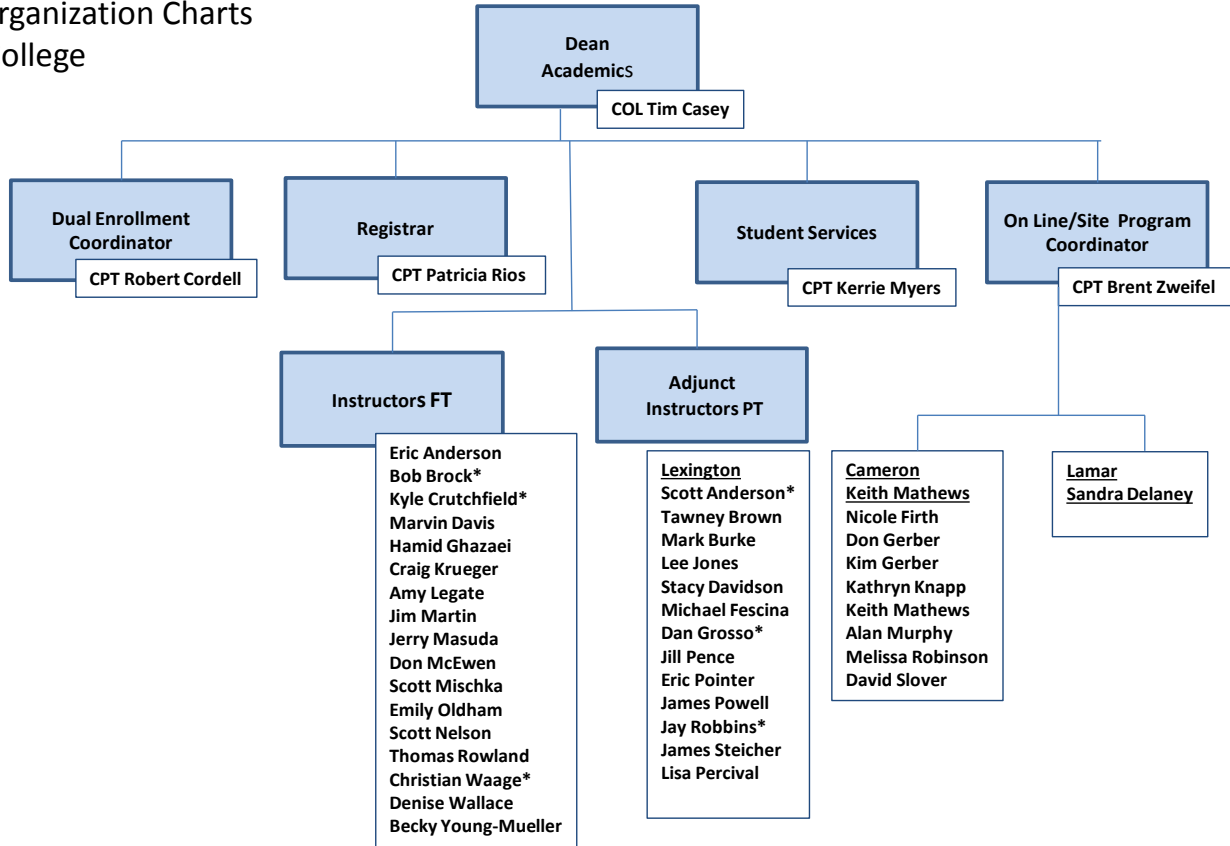 rganization Charts
ollege
Dean
Academics
COL Tim Casey
Dual Enrollment
Coordinator
CPT Robert Cordell
Registrar
CPT Patricia Rios
Student Services
CPT Kerrie Myers
On Line/Site Program
Coordinator
CPT Brent Zweifel
Instructors FT
Eric Anderson
Bob Brock*
Kyle Crutchfield*
Marvin Davis
Hamid Ghazaei
Craig Krueger
Amy Legate
Jim Martin
Jerry Masuda
Don McEwen
Scott Mischka
Emily Oldham
Scott Nelson
Thomas Rowland
Christian Waage*
Denise Wallace
Becky Young-Mueller
Adjunct
Instructors PT
Lexington
Scott Anderson*
Tawney Brown
Mark Burke
Lee Jones
Stacy Davidson
Michael Fescina
Dan Grosso*
Jill Pence
Eric Pointer
James Powell
Jay Robbins*
James Steicher
Lisa Percival
Cameron
Keith Mathews
Nicole Firth
Don Gerber
Kim Gerber
Kathryn Knapp
Keith Mathews
Alan Murphy
Melissa Robinson
David Slover
Lamar
Sandra Delaney